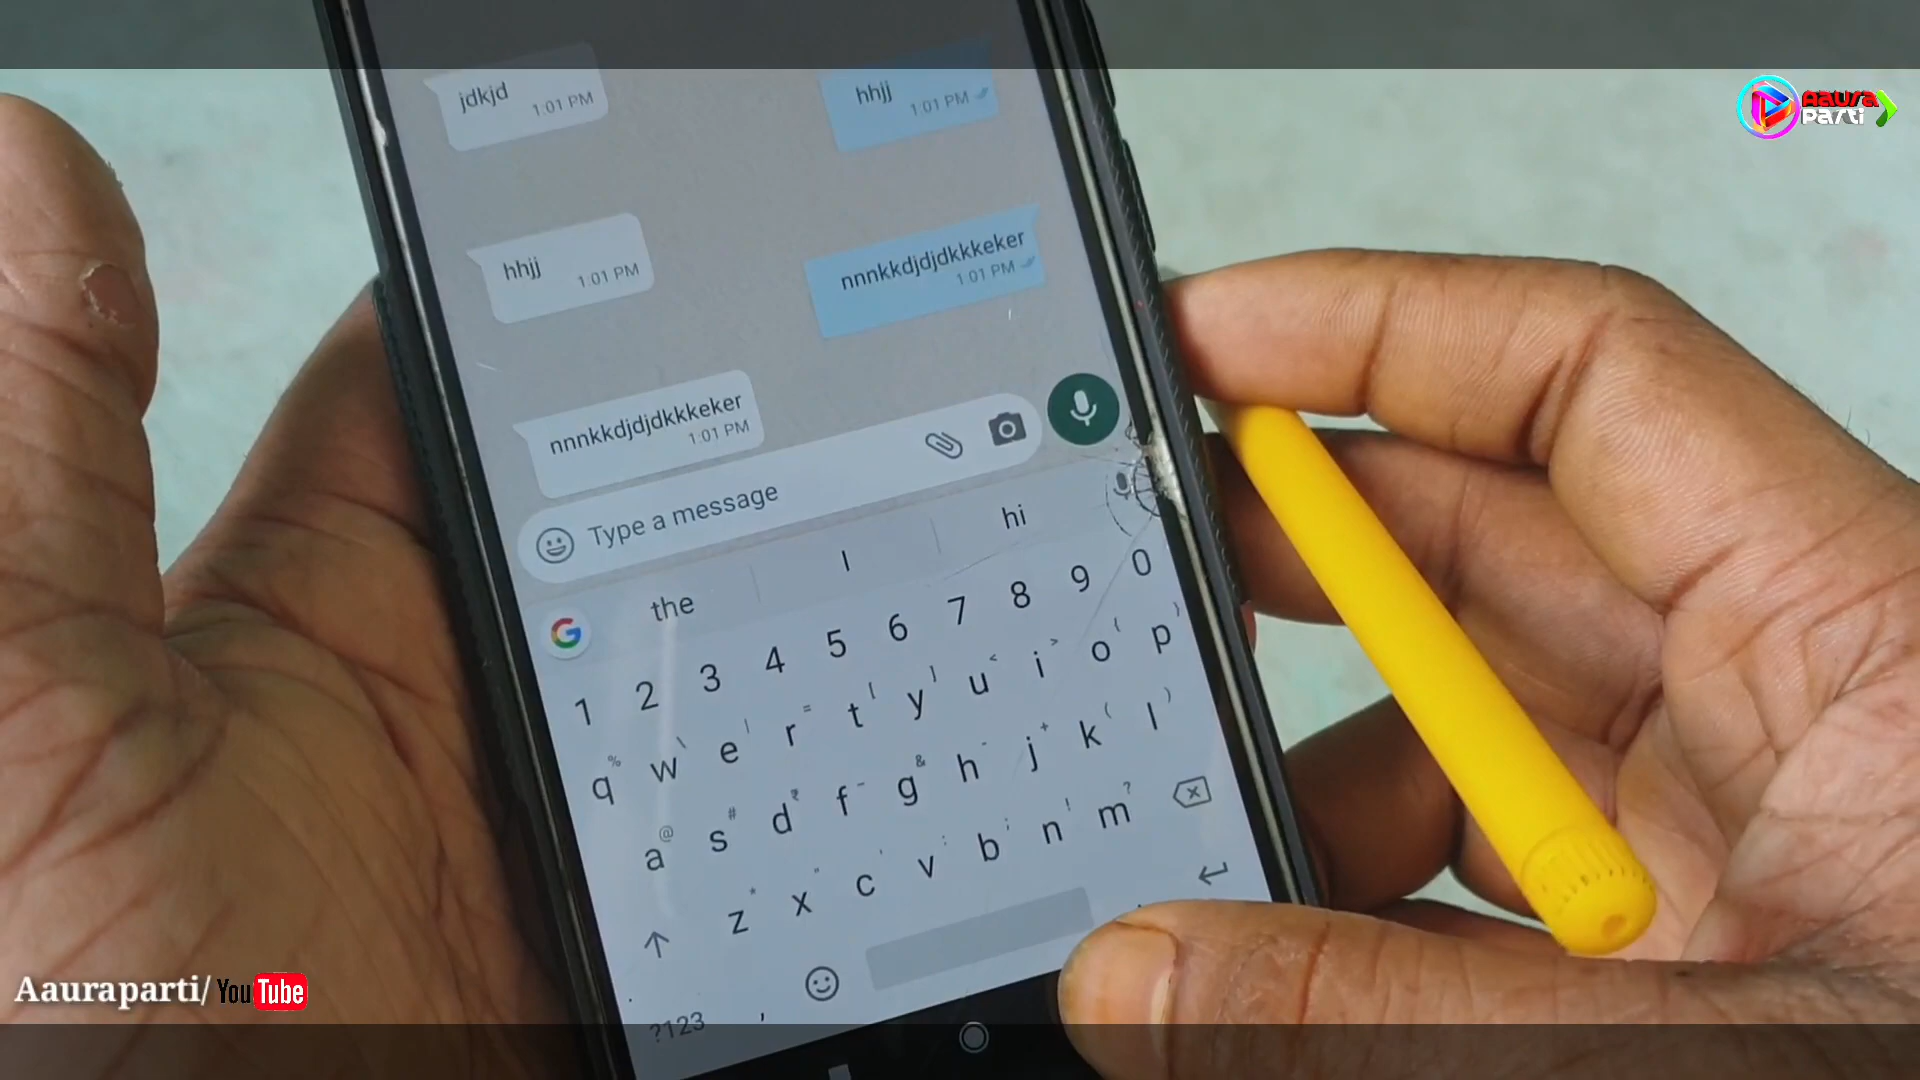 Aaura
Parti
jdkjd
1:01 PM
hhjj
1:01 PM
hhjj
1:01 PM
nnnkkdjdjdkkkeker
1:01 PM
nnnkkdjdjdkkkeker
1:01 PM
Type a message
the I hi
1 2 3 4 5 6 7 8 9 0
q w e r t y u i o p
a s d f g h j k l
z x c v b n m
?123 ,
Aauraparti/YouTube